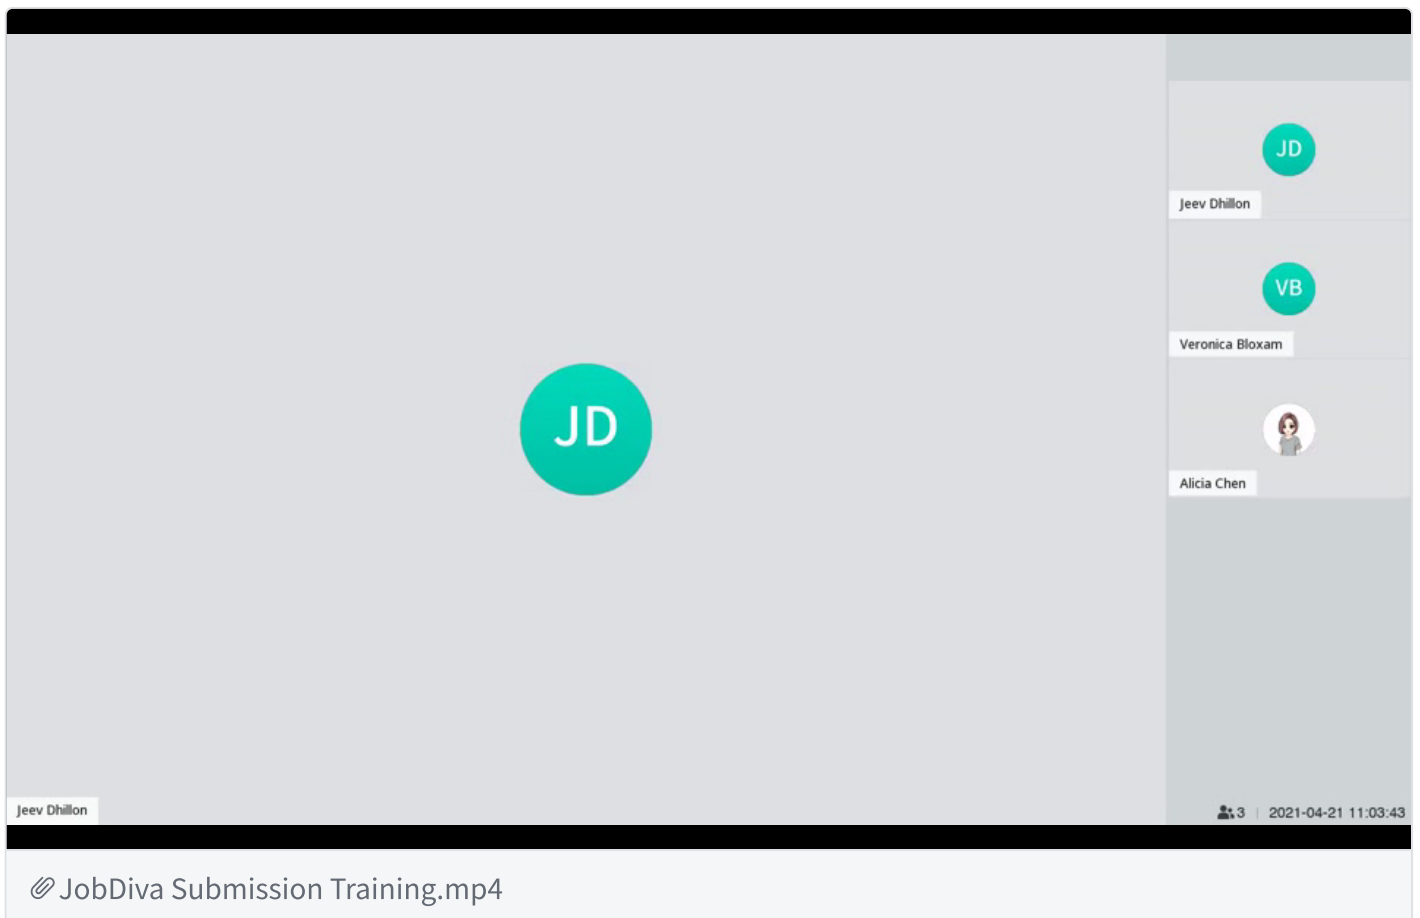 JD
Jeev Dhillon
VB
Veronica Bloxam
Alicia Chen
JD
Jeev Dhillon
3 | 2021-04-21 11:03:43
JobDiva Submission Training.mp4